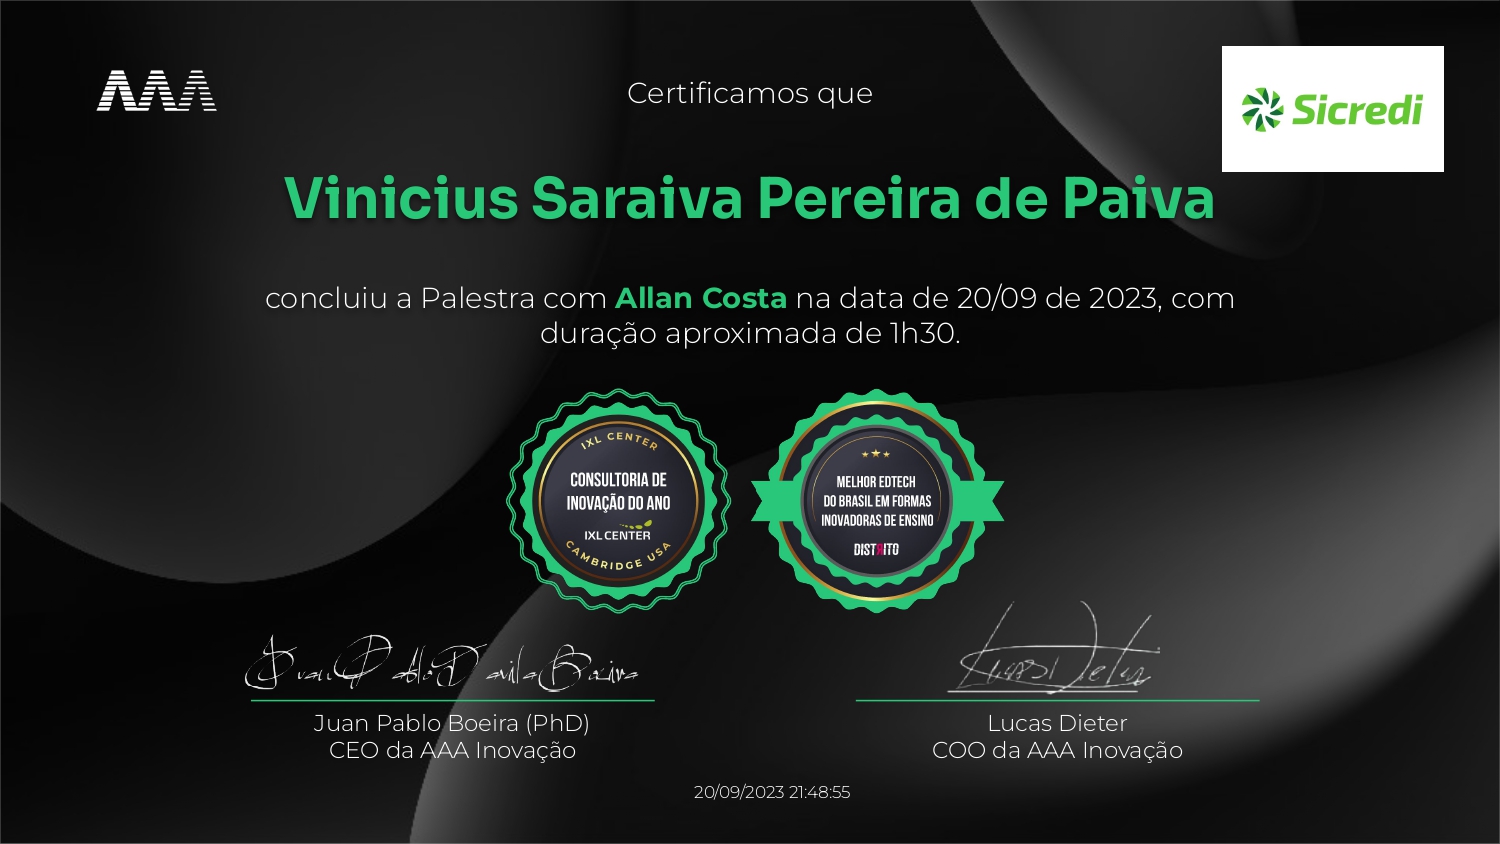 AAA
Certificamos que
Sicredi
Vinicius Saraiva Pereira de Paiva
concluiu a Palestra com Allan Costa na data de 20/09 de 2023, com
duração aproximada de 1h30.
IXL CENTER
CONSULTORIA DE
INOVAÇÃO DO ANO
IXL CENTER
CAMBRIDGE USA
MELHOR EDTECH
DO BRASIL EM FORMAS
INOVADORAS DE ENSINO
DISTRITO
Juan Pablo Davila Boeira
Lucas Dieter
Juan Pablo Boeira (PhD)
CEO da AAA Inovação
Lucas Dieter
COO da AAA Inovação
20/09/2023 21:48:55